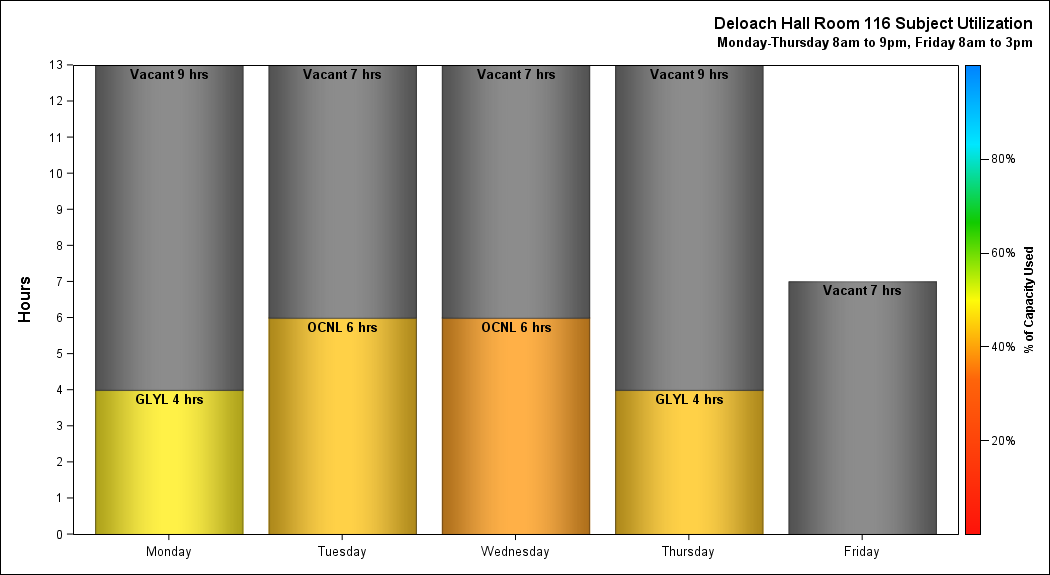 Deloach Hall Room 116 Subject Utilization
Monday-Thursday 8am to 9pm, Friday 8am to 3pm
Hours
13
12
11
10
9
8
7
6
5
4
3
2
1
0
Vacant 9 hrs
GLYL 4 hrs
Vacant 7 hrs
OCNL 6 hrs
Vacant 7 hrs
OCNL 6 hrs
Vacant 9 hrs
GLYL 4 hrs
Vacant 7 hrs
Monday
Tuesday
Wednesday
Thursday
Friday
80%
60%
40%
20%
% of Capacity Used